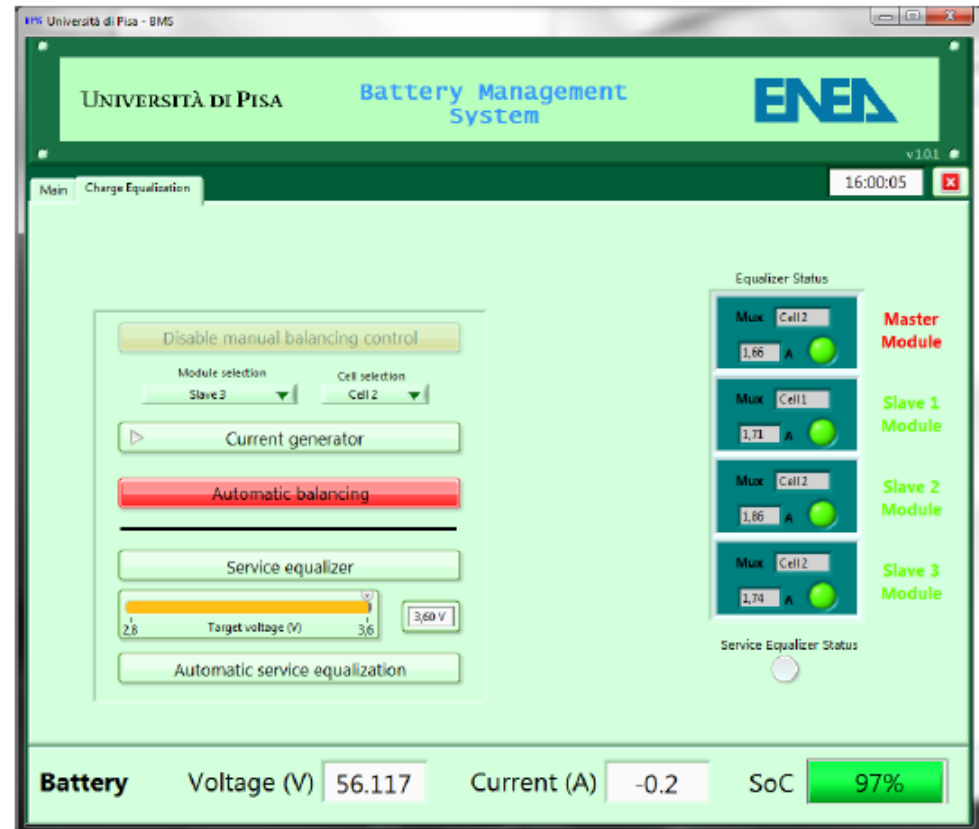 BMS Università di Pisa - BMS
UNIVERSITÀ DI PISA
Battery Management
System
ENEA
v 1.0.1
Main
Charge Equalization
16:00:05
Equalizer Status
Disable manual balancing control
Module selection
Cell selection
Slave 3
Cell 2
Current generator
Automatic balancing
Service equalizer
2,8
Target voltage (V)
3,6
3,60 V
Automatic service equalization
Mux Cell2
1,66 A
Master
Module
Mux Cell1
1,71 A
Slave 1
Module
Mux Cell2
1,86 A
Slave 2
Module
Mux Cell2
1,74 A
Slave 3
Module
Service Equalizer Status
Battery Voltage (V) 56.117 Current (A) -0.2 SoC 97%